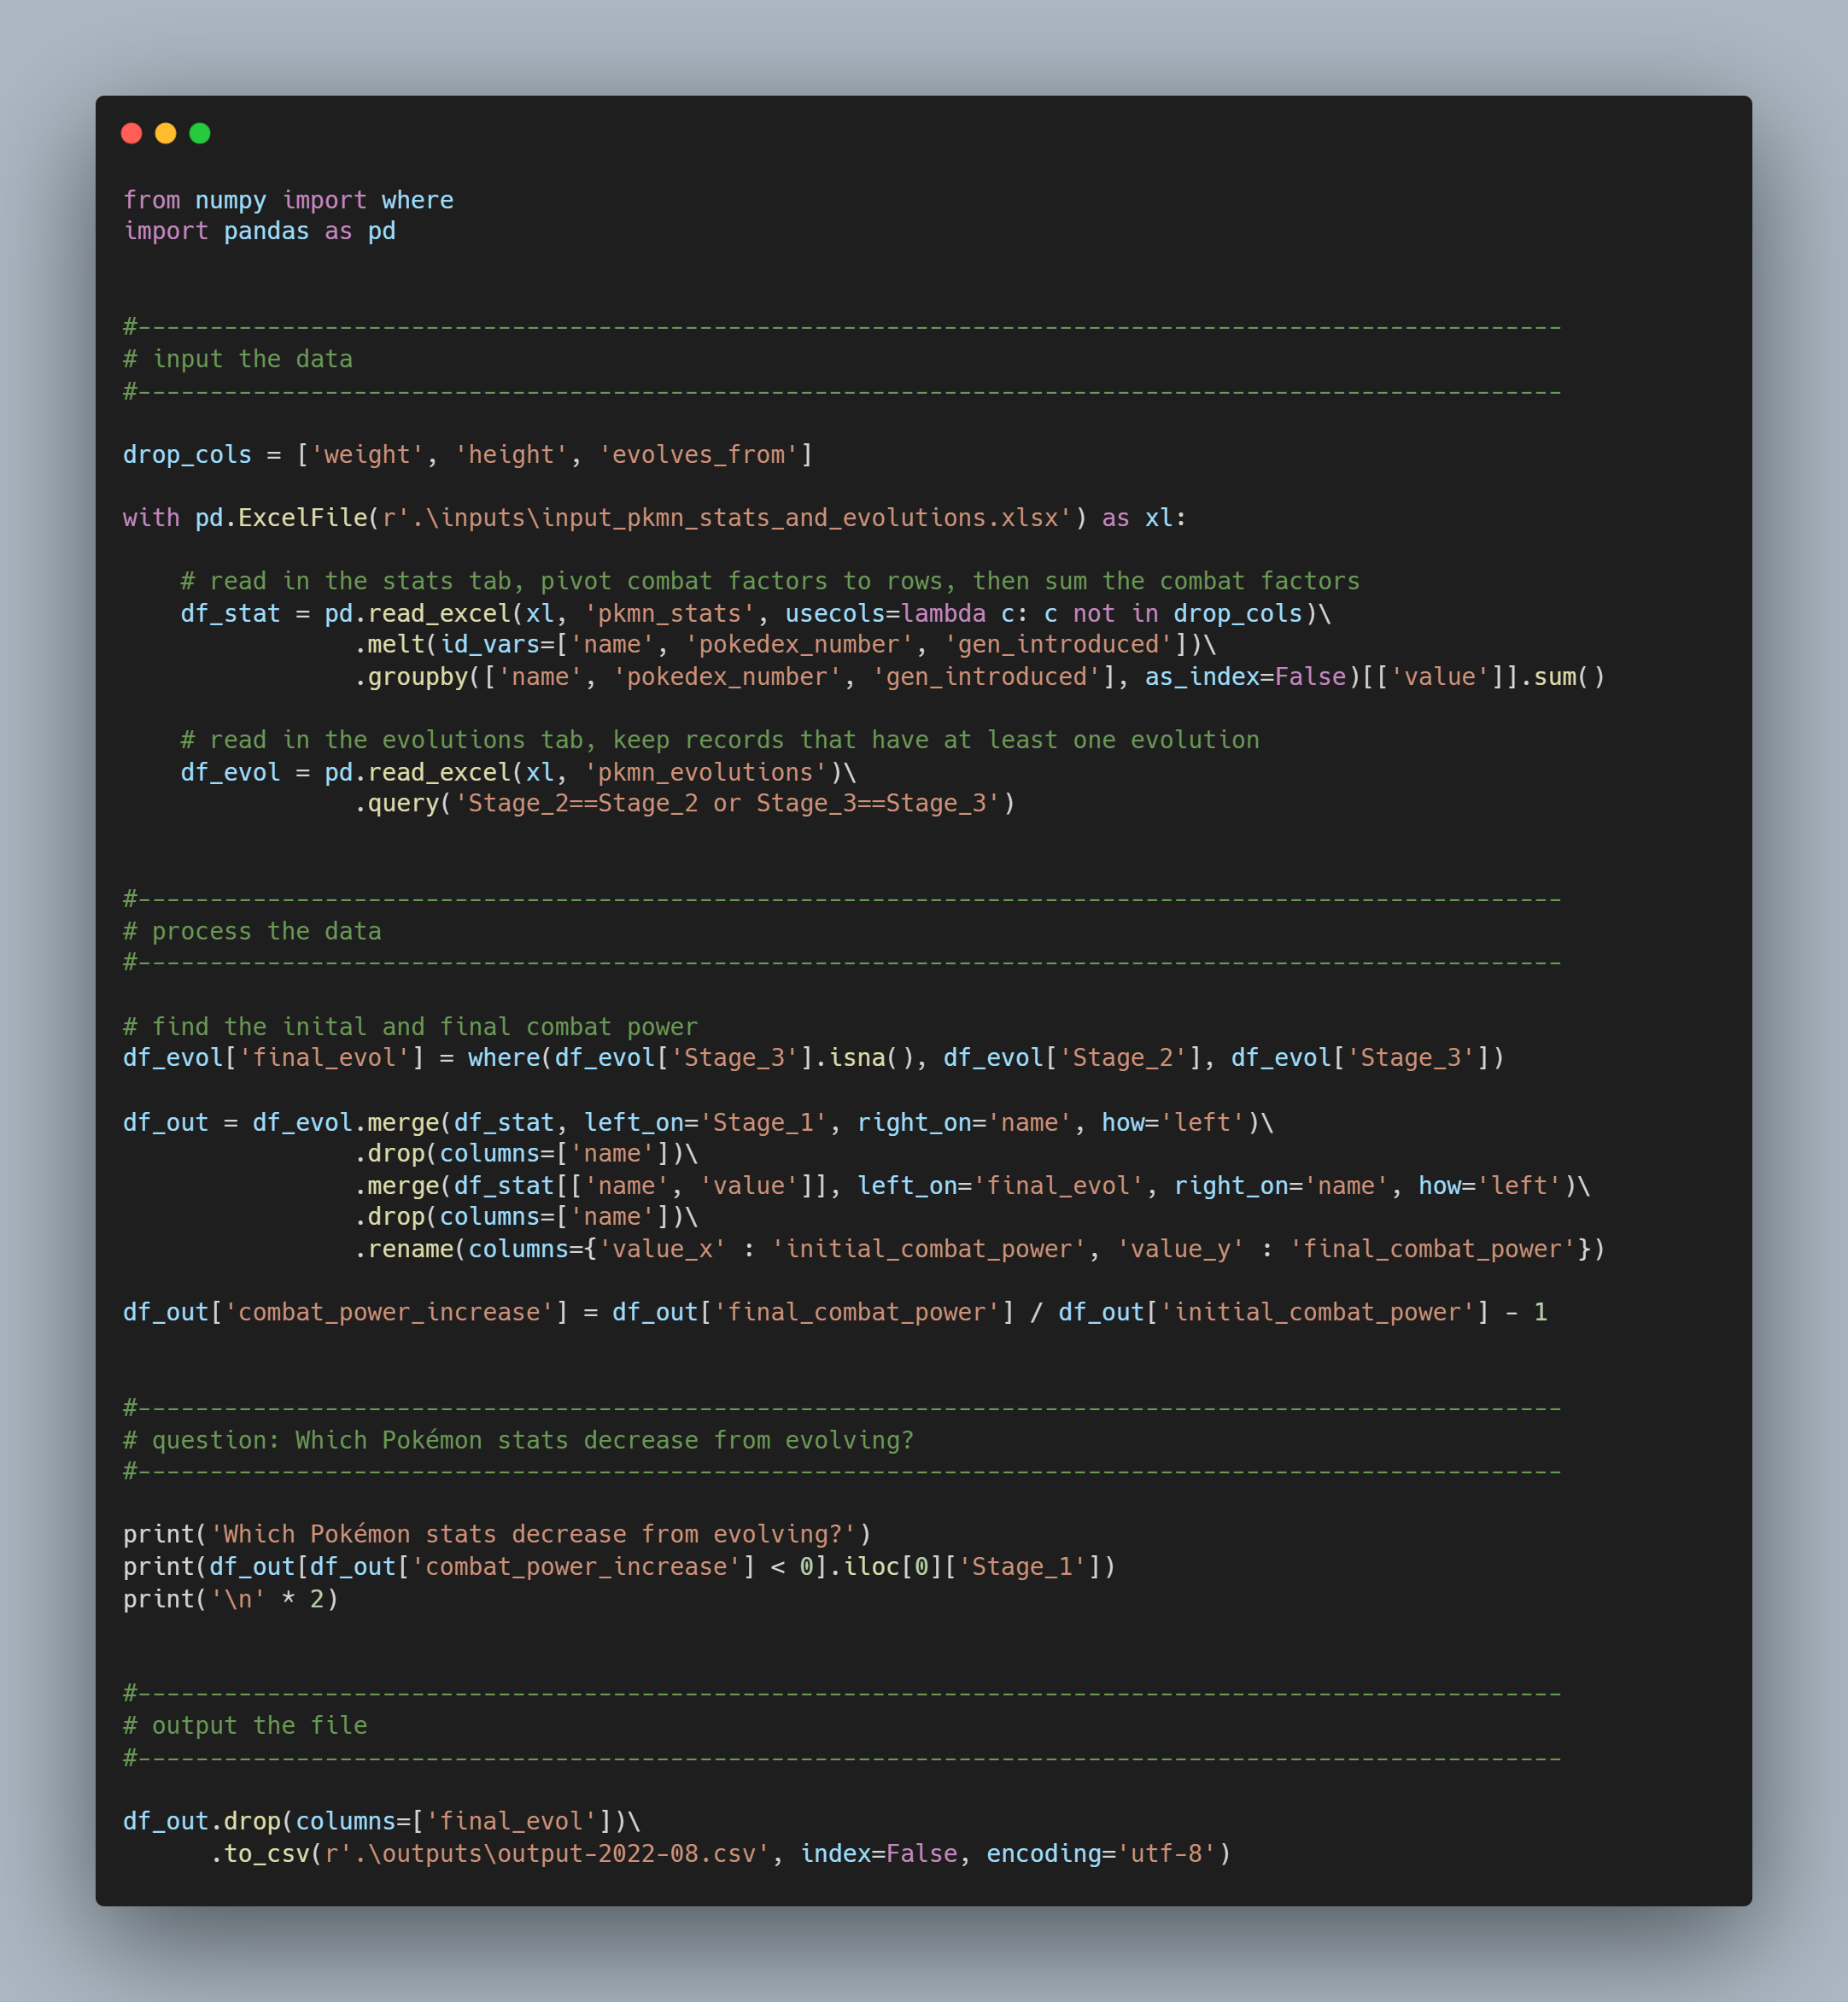 from numpy import where
import pandas as pd
#---------------------------------------------------------------------------------------------------
# input the data
#---------------------------------------------------------------------------------------------------
drop_cols = ['weight', 'height', 'evolves_from']
with pd.ExcelFile(r'.\inputs\input_pkmn_stats_and_evolutions.xlsx') as xl:
    # read in the stats tab, pivot combat factors to rows, then sum the combat factors
    df_stat = pd.read_excel(xl, 'pkmn_stats', usecols=lambda c: c not in drop_cols)\
                .melt(id_vars=['name', 'pokedex_number', 'gen_introduced'])\
                .groupby(['name', 'pokedex_number', 'gen_introduced'], as_index=False)[['value']].sum()
    # read in the evolutions tab, keep records that have at least one evolution
    df_evol = pd.read_excel(xl, 'pkmn_evolutions')\
                .query('Stage_2==Stage_2 or Stage_3==Stage_3')
#---------------------------------------------------------------------------------------------------
# process the data
#---------------------------------------------------------------------------------------------------
# find the inital and final combat power
df_evol['final_evol'] = where(df_evol['Stage_3'].isna(), df_evol['Stage_2'], df_evol['Stage_3'])
df_out = df_evol.merge(df_stat, left_on='Stage_1', right_on='name', how='left')\
                .drop(columns=['name'])\
                .merge(df_stat[['name', 'value']], left_on='final_evol', right_on='name', how='left')\
                .drop(columns=['name'])\
                .rename(columns={'value_x' : 'initial_combat_power', 'value_y' : 'final_combat_power'})
df_out['combat_power_increase'] = df_out['final_combat_power'] / df_out['initial_combat_power'] - 1
#---------------------------------------------------------------------------------------------------
# question: Which Pokémon stats decrease from evolving?
#---------------------------------------------------------------------------------------------------
print('Which Pokémon stats decrease from evolving?')
print(df_out[df_out['combat_power_increase'] < 0].iloc[0]['Stage_1'])
print('\n' * 2)
#---------------------------------------------------------------------------------------------------
# output the file
#---------------------------------------------------------------------------------------------------
df_out.drop(columns=['final_evol'])\
      .to_csv(r'.\outputs\output-2022-08.csv', index=False, encoding='utf-8')